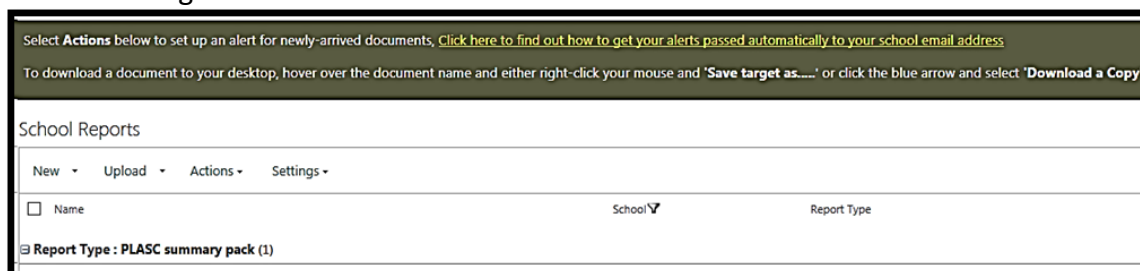 Select Actions below to set up an alert for newly-arrived documents, Click here to find out how to get your alerts passed automatically to your school email address
To download a document to your desktop, hover over the document name and either right-click your mouse and 'Save target as.....' or click the blue arrow and select 'Download a Copy
School Reports
New Upload Actions Settings
Name School Report Type
Report Type : PLASC summary pack (1)